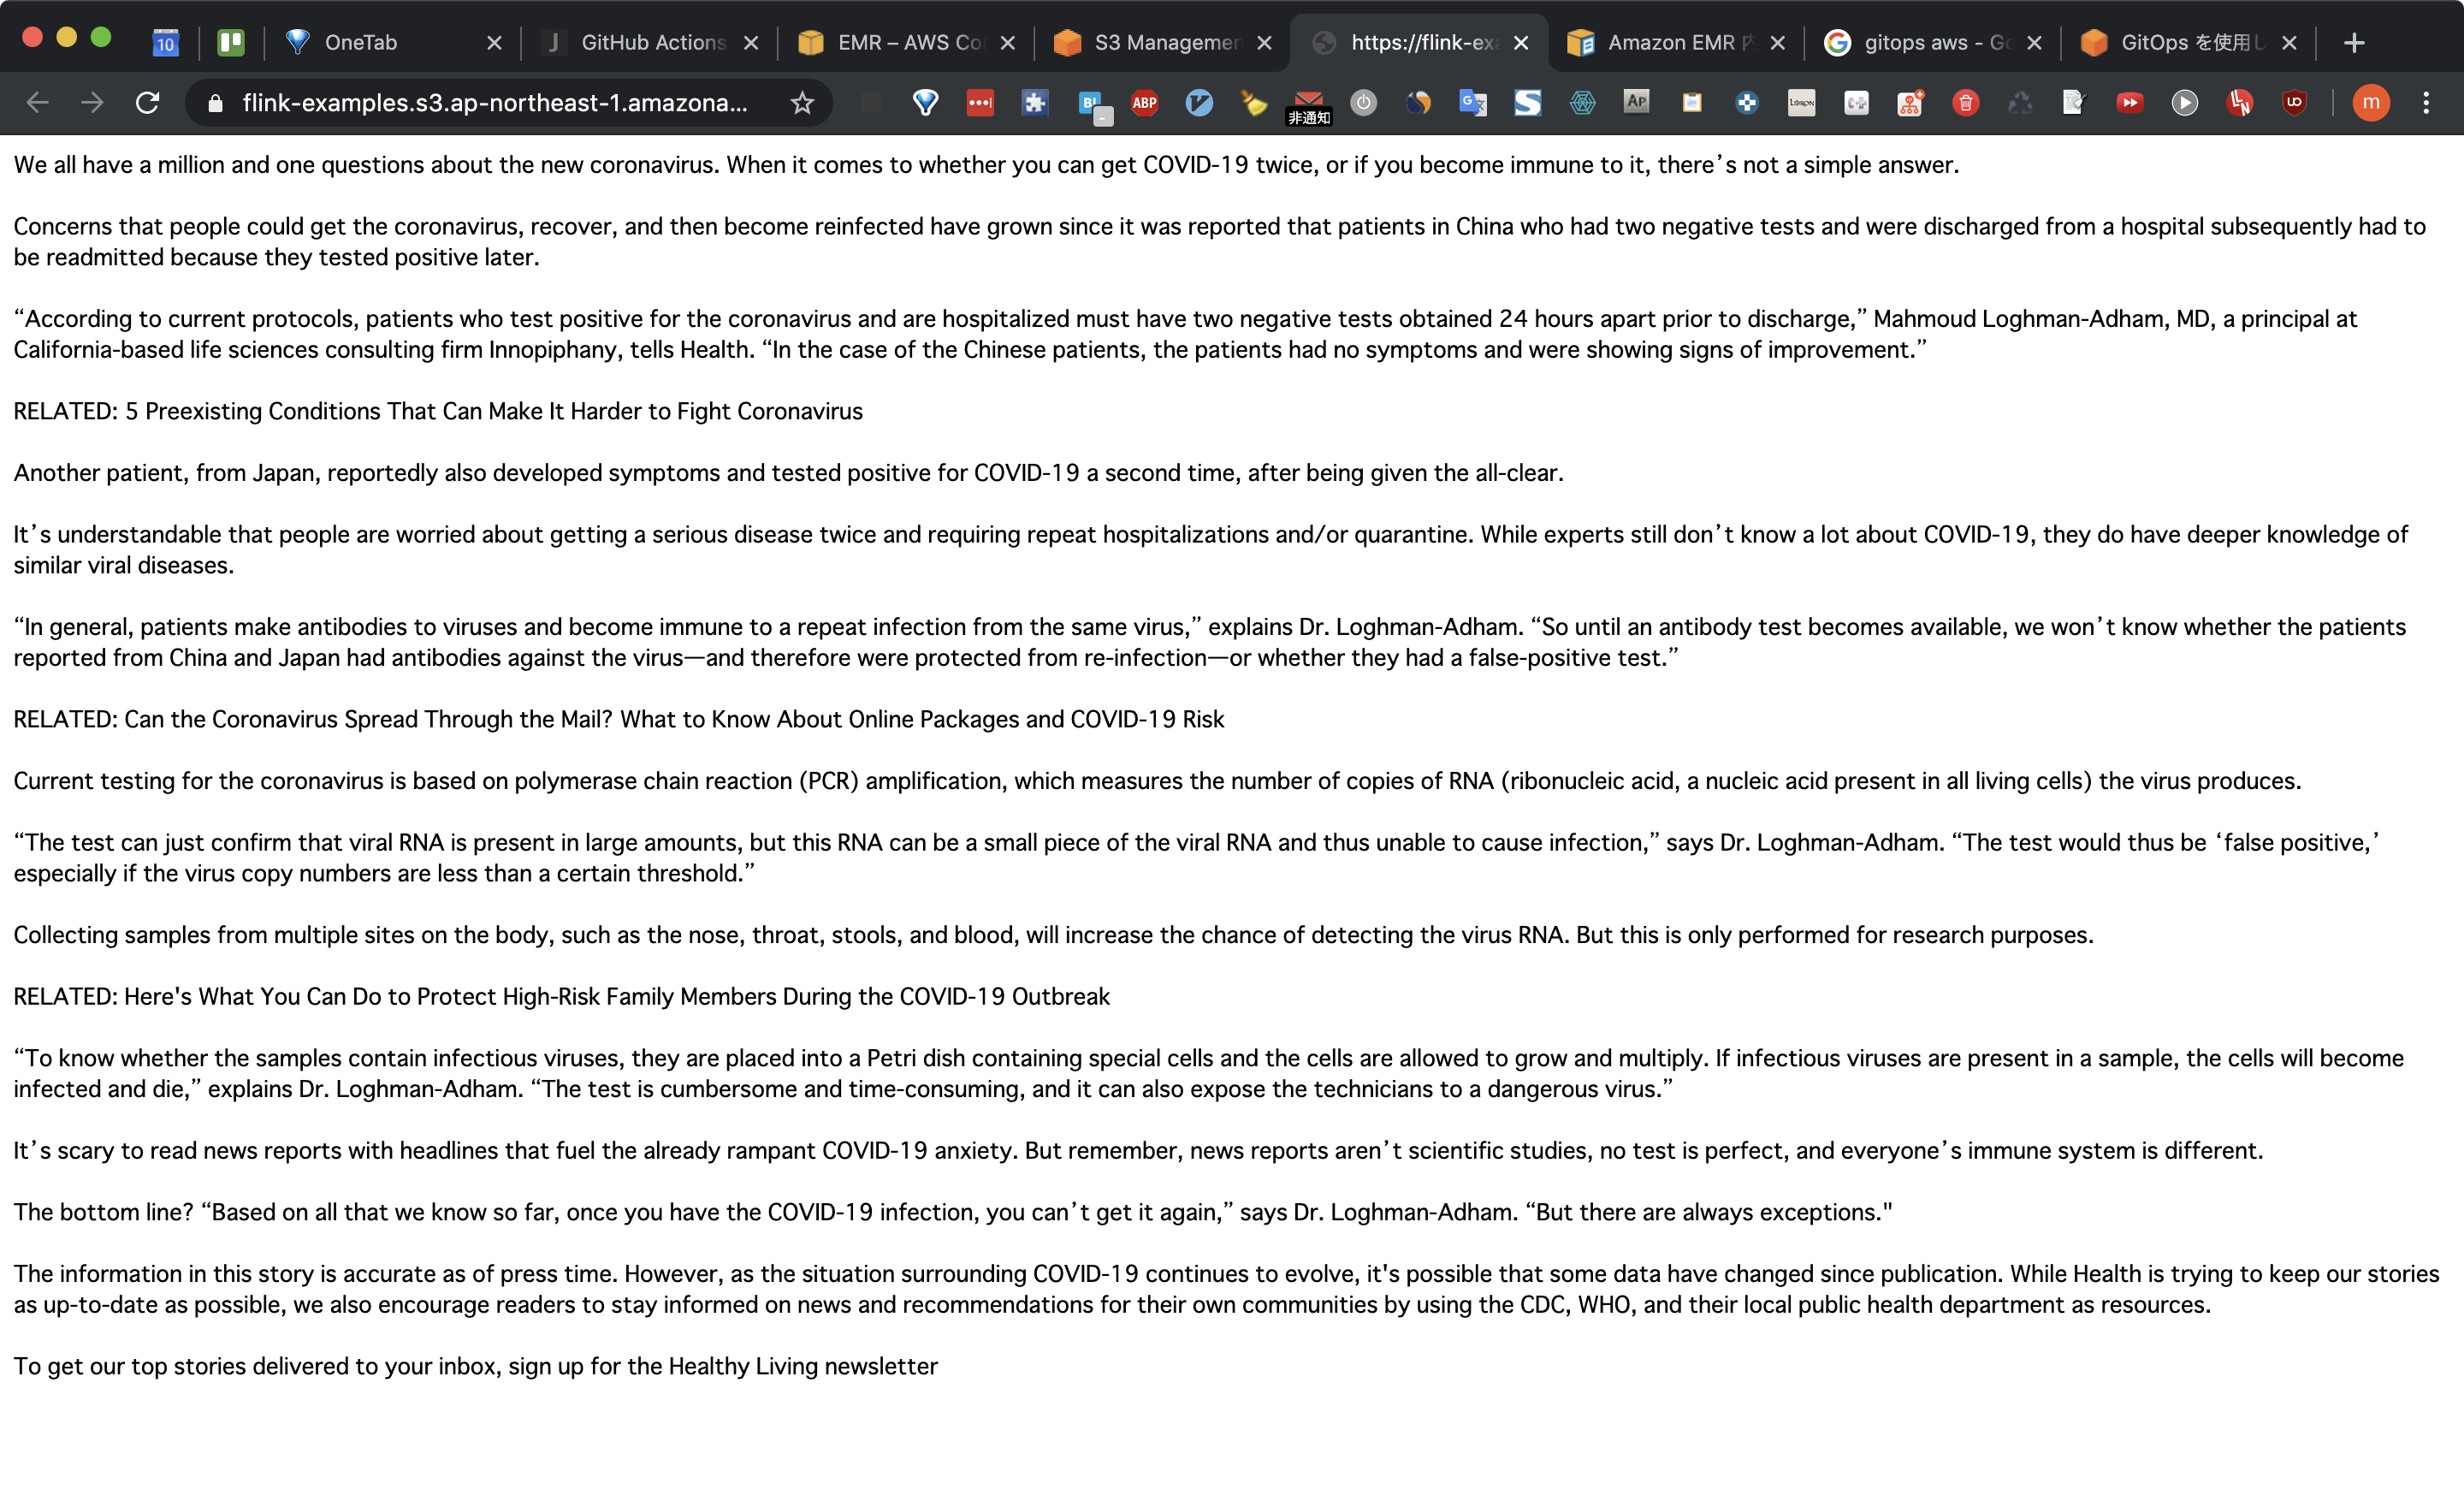 10
OneTab
GitHub Actions
EMR – AWS Co
S3 Managemen
https://flink-exa
Amazon EMR 内
gitops aws - Go
GitOps を使用し
flink-examples.s3.ap-northeast-1.amazona...
ABP
非通知
AP
LN
m
We all have a million and one questions about the new coronavirus. When it comes to whether you can get COVID-19 twice, or if you become immune to it, there’s not a simple answer.
Concerns that people could get the coronavirus, recover, and then become reinfected have grown since it was reported that patients in China who had two negative tests and were discharged from a hospital subsequently had to
be readmitted because they tested positive later.
“According to current protocols, patients who test positive for the coronavirus and are hospitalized must have two negative tests obtained 24 hours apart prior to discharge,” Mahmoud Loghman-Adham, MD, a principal at
California-based life sciences consulting firm Innopiphany, tells Health. “In the case of the Chinese patients, the patients had no symptoms and were showing signs of improvement.”
RELATED: 5 Preexisting Conditions That Can Make It Harder to Fight Coronavirus
Another patient, from Japan, reportedly also developed symptoms and tested positive for COVID-19 a second time, after being given the all-clear.
It’s understandable that people are worried about getting a serious disease twice and requiring repeat hospitalizations and/or quarantine. While experts still don’t know a lot about COVID-19, they do have deeper knowledge of
similar viral diseases.
“In general, patients make antibodies to viruses and become immune to a repeat infection from the same virus,” explains Dr. Loghman-Adham. “So until an antibody test becomes available, we won’t know whether the patients
reported from China and Japan had antibodies against the virus—and therefore were protected from re-infection—or whether they had a false-positive test.”
RELATED: Can the Coronavirus Spread Through the Mail? What to Know About Online Packages and COVID-19 Risk
Current testing for the coronavirus is based on polymerase chain reaction (PCR) amplification, which measures the number of copies of RNA (ribonucleic acid, a nucleic acid present in all living cells) the virus produces.
“The test can just confirm that viral RNA is present in large amounts, but this RNA can be a small piece of the viral RNA and thus unable to cause infection,” says Dr. Loghman-Adham. “The test would thus be ‘false positive,’
especially if the virus copy numbers are less than a certain threshold.”
Collecting samples from multiple sites on the body, such as the nose, throat, stools, and blood, will increase the chance of detecting the virus RNA. But this is only performed for research purposes.
RELATED: Here's What You Can Do to Protect High-Risk Family Members During the COVID-19 Outbreak
“To know whether the samples contain infectious viruses, they are placed into a Petri dish containing special cells and the cells are allowed to grow and multiply. If infectious viruses are present in a sample, the cells will become
infected and die,” explains Dr. Loghman-Adham. “The test is cumbersome and time-consuming, and it can also expose the technicians to a dangerous virus.”
It’s scary to read news reports with headlines that fuel the already rampant COVID-19 anxiety. But remember, news reports aren’t scientific studies, no test is perfect, and everyone’s immune system is different.
The bottom line? “Based on all that we know so far, once you have the COVID-19 infection, you can’t get it again,” says Dr. Loghman-Adham. “But there are always exceptions."
The information in this story is accurate as of press time. However, as the situation surrounding COVID-19 continues to evolve, it's possible that some data have changed since publication. While Health is trying to keep our stories
as up-to-date as possible, we also encourage readers to stay informed on news and recommendations for their own communities by using the CDC, WHO, and their local public health department as resources.
To get our top stories delivered to your inbox, sign up for the Healthy Living newsletter